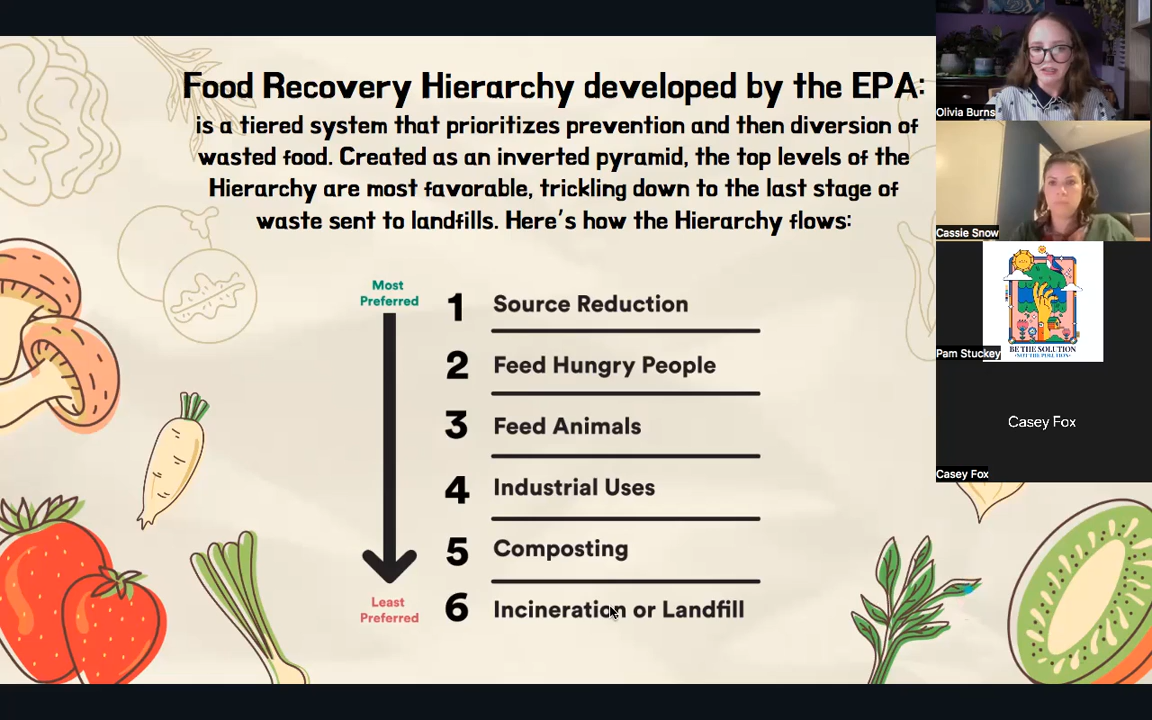 Food Recovery Hierarchy developed by the EPA:
is a tiered system that prioritizes prevention and then diversion of
wasted food. Created as an inverted pyramid, the top levels of the
Hierarchy are most favorable, trickling down to the last stage of
waste sent to landfills. Here's how the Hierarchy flows:
Most
Preferred
1 Source Reduction
2 Feed Hungry People
3 Feed Animals
4 Industrial Uses
5 Composting
6 Incineration or Landfill
Least
Preferred
Olivia Burns
Cassie Snow
BE THE SOLUTION
Pam Stuckey
Casey Fox
Casey Fox